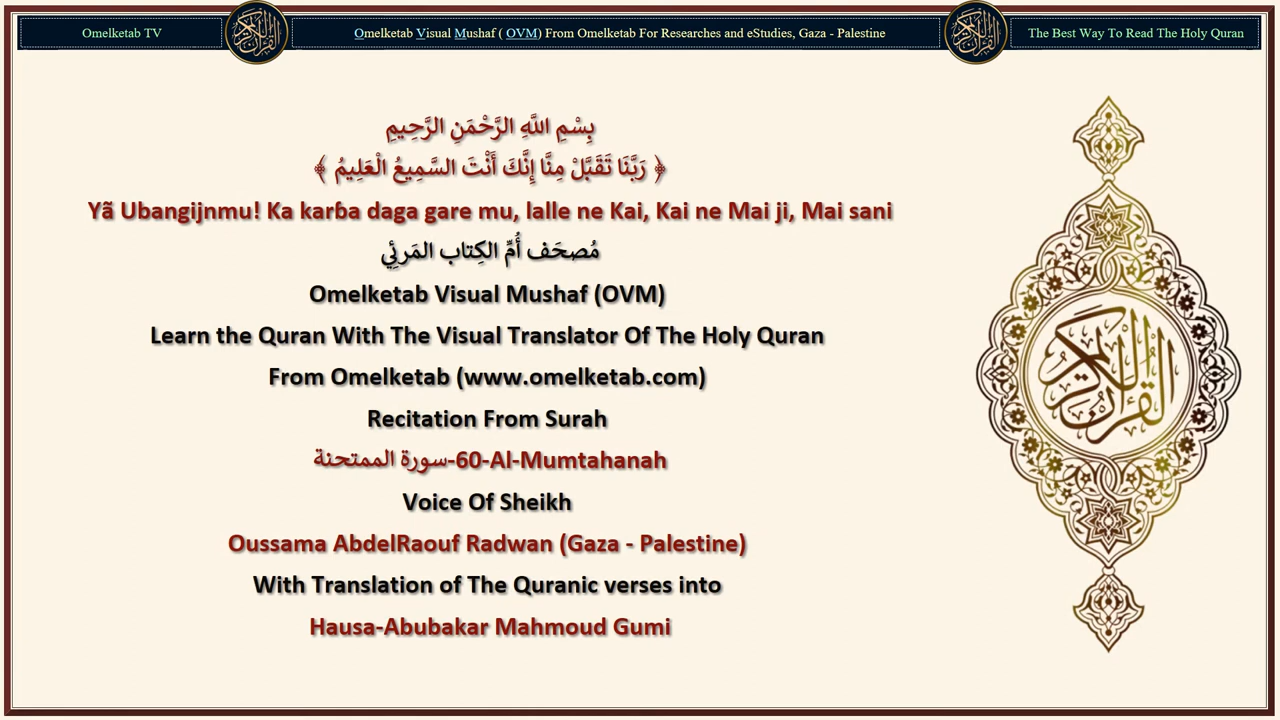 Omelketab TV
Omelketab Visual Mushaf ( OVM) From Omelketab For Researches and eStudies, Gaza - Palestine
The Best Way To Read The Holy Quran
بِسْمِ اللَّهِ الرَّحْمَنِ الرَّحِيمِ
﴿ رَبَّنَا تَقَبَّلْ مِنَّا إِنَّكَ أَنْتَ السَّمِيعُ الْعَلِيمُ ﴾
Yã Ubangijnmu! Ka karɓa daga gare mu, lalle ne Kai, Kai ne Mai ji, Mai sani
مُصحَف أُمِّ الكِتاب المَرئِي
Omelketab Visual Mushaf (OVM)
Learn the Quran With The Visual Translator Of The Holy Quran
From Omelketab (www.omelketab.com)
Recitation From Surah
سورة الممتحنة-60-Al-Mumtahanah
Voice Of Sheikh
Oussama AbdelRaouf Radwan (Gaza - Palestine)
With Translation of The Quranic verses into
Hausa-Abubakar Mahmoud Gumi
القرآن الكريم